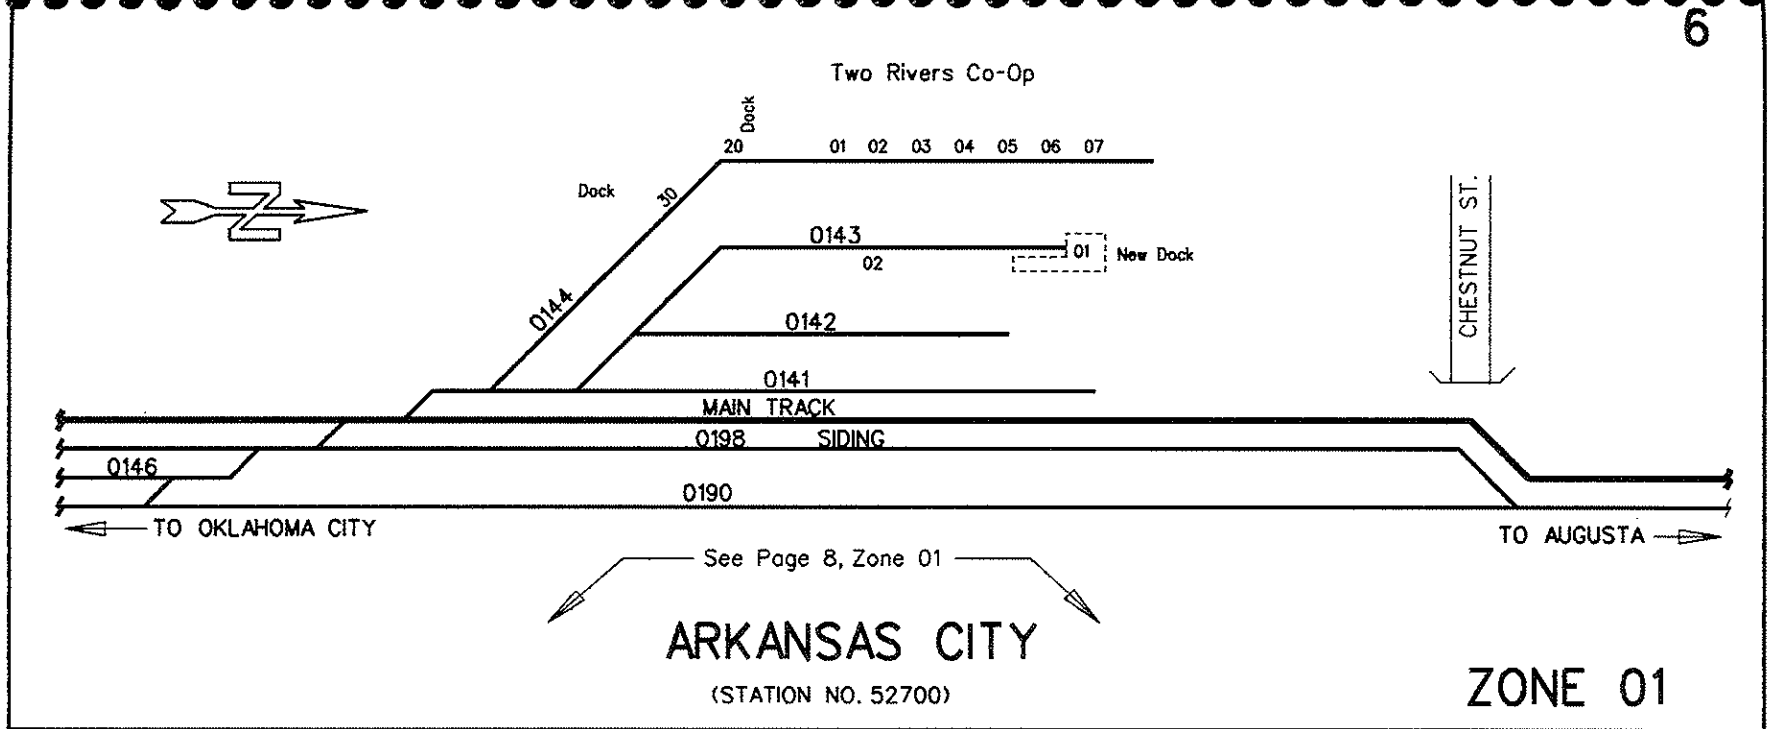 6
Two Rivers Co-Op
Dock
20 01 02 03 04 05 06 07
Dock
30
N
0143
02
01
New Dock
CHESTNUT ST.
0144
0142
0141
MAIN TRACK
0198 SIDING
0146
0190
TO OKLAHOMA CITY
TO AUGUSTA
See Page 8, Zone 01
ARKANSAS CITY
(STATION NO. 52700)
ZONE 01